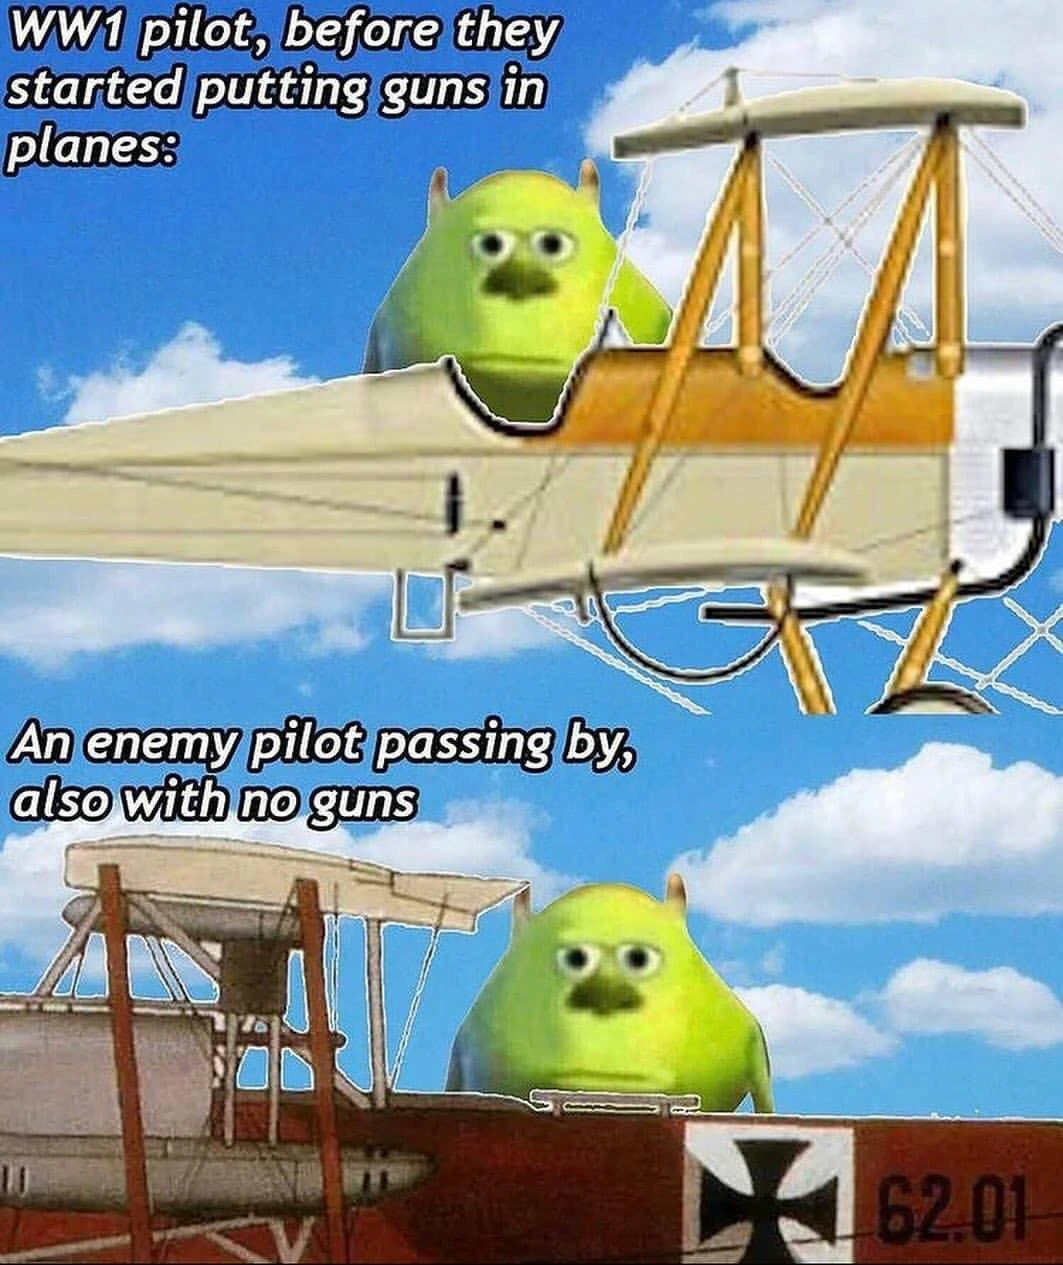 WW1 pilot, before they
started putting guns in
planes:
An enemy pilot passing by,
also with no guns
62.01